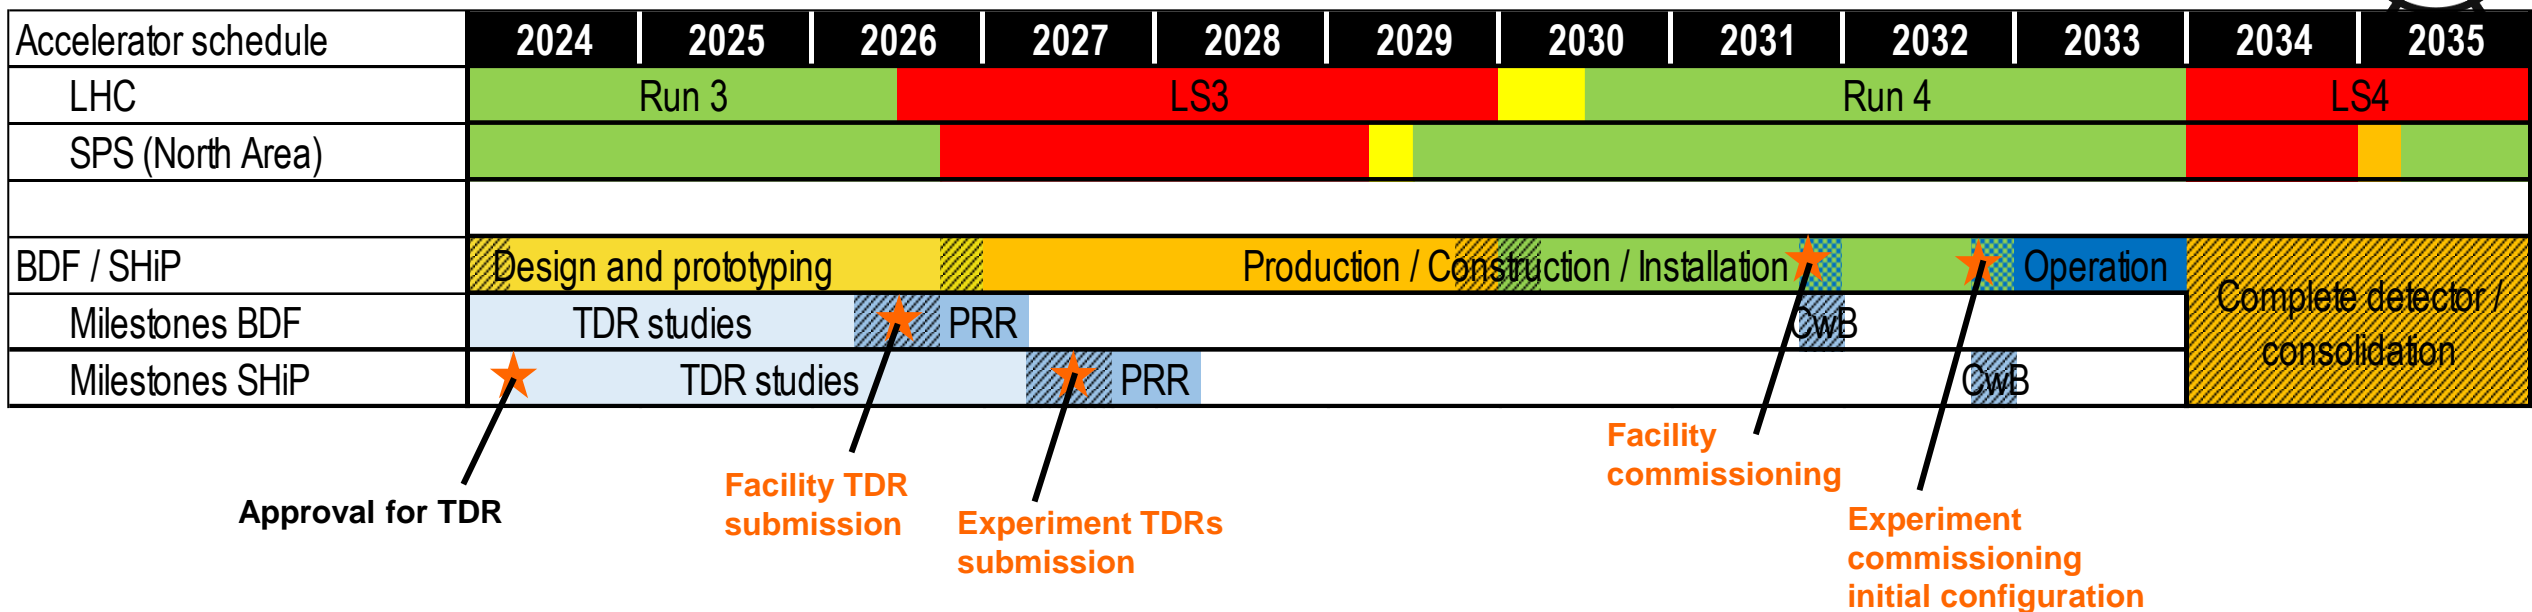 Accelerator schedule 2024 2025 2026 2027 2028 2029 2030 2031 2032 2033 2034 2035
LHC Run 3 LS3 Run 4 LS4
SPS (North Area)
BDF / SHiP Design and prototyping Production / Construction / Installation Operation
Complete detector /
consolidation
Milestones BDF TDR studies PRR CwB
Milestones SHiP TDR studies PRR CwB
Approval for TDR
Facility TDR
submission
Experiment TDRs
submission
Facility
commissioning
Experiment
commissioning
initial configuration